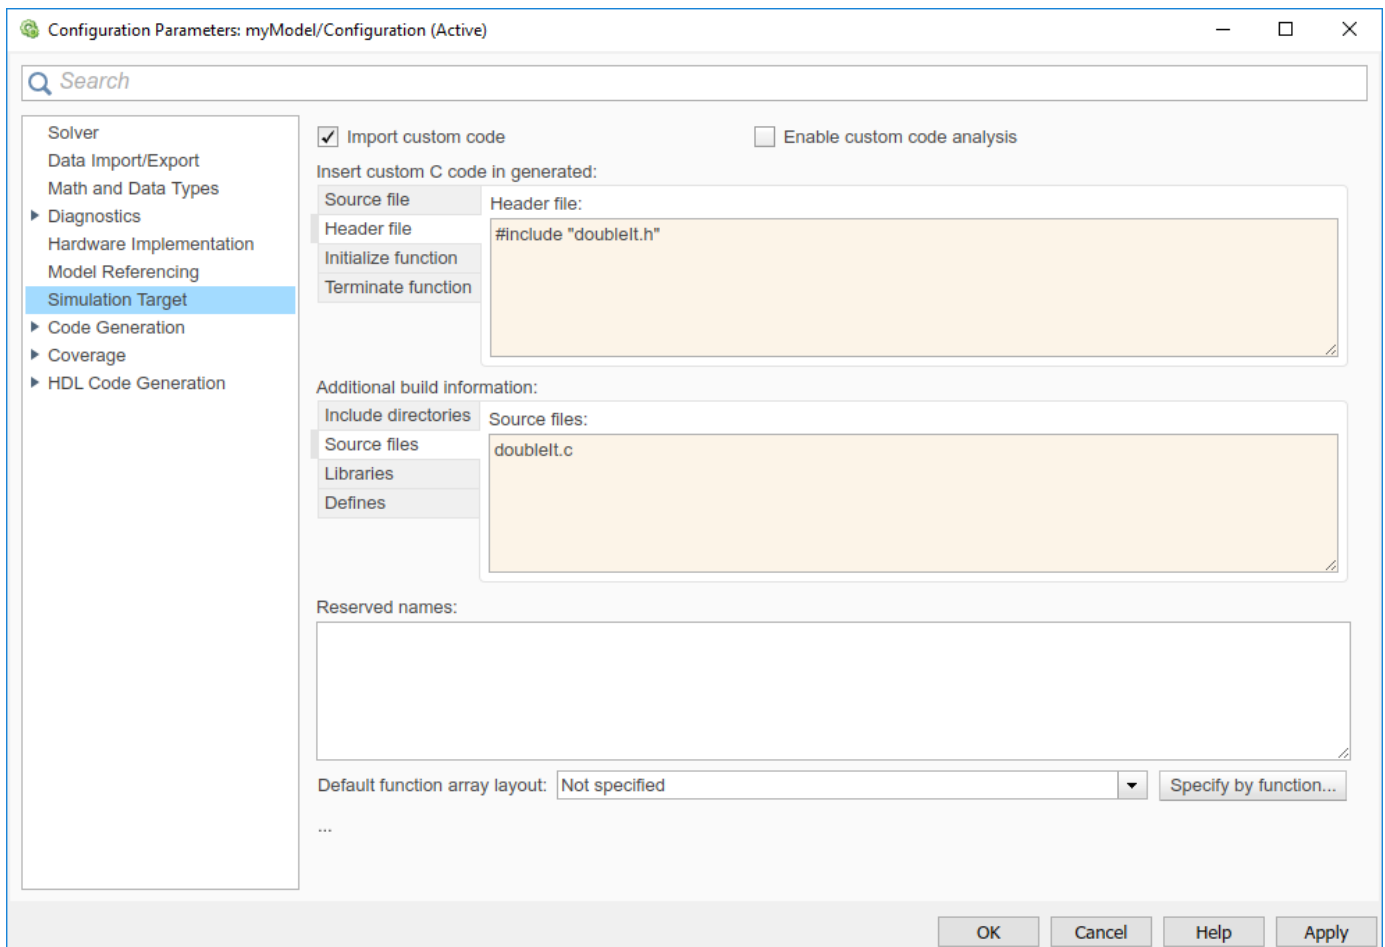 Configuration Parameters: myModel/Configuration (Active)
Search
Solver
Data Import/Export
Math and Data Types
Diagnostics
Hardware Implementation
Model Referencing
Simulation Target
Code Generation
Coverage
HDL Code Generation
Import custom code
Enable custom code analysis
Insert custom C code in generated:
Source file
Header file
Initialize function
Terminate function
Header file:
#include "doubleIt.h"
Additional build information:
Include directories
Source files
Libraries
Defines
Source files:
doubleIt.c
Reserved names:
Default function array layout: Not specified
Specify by function...
...
OK
Cancel
Help
Apply